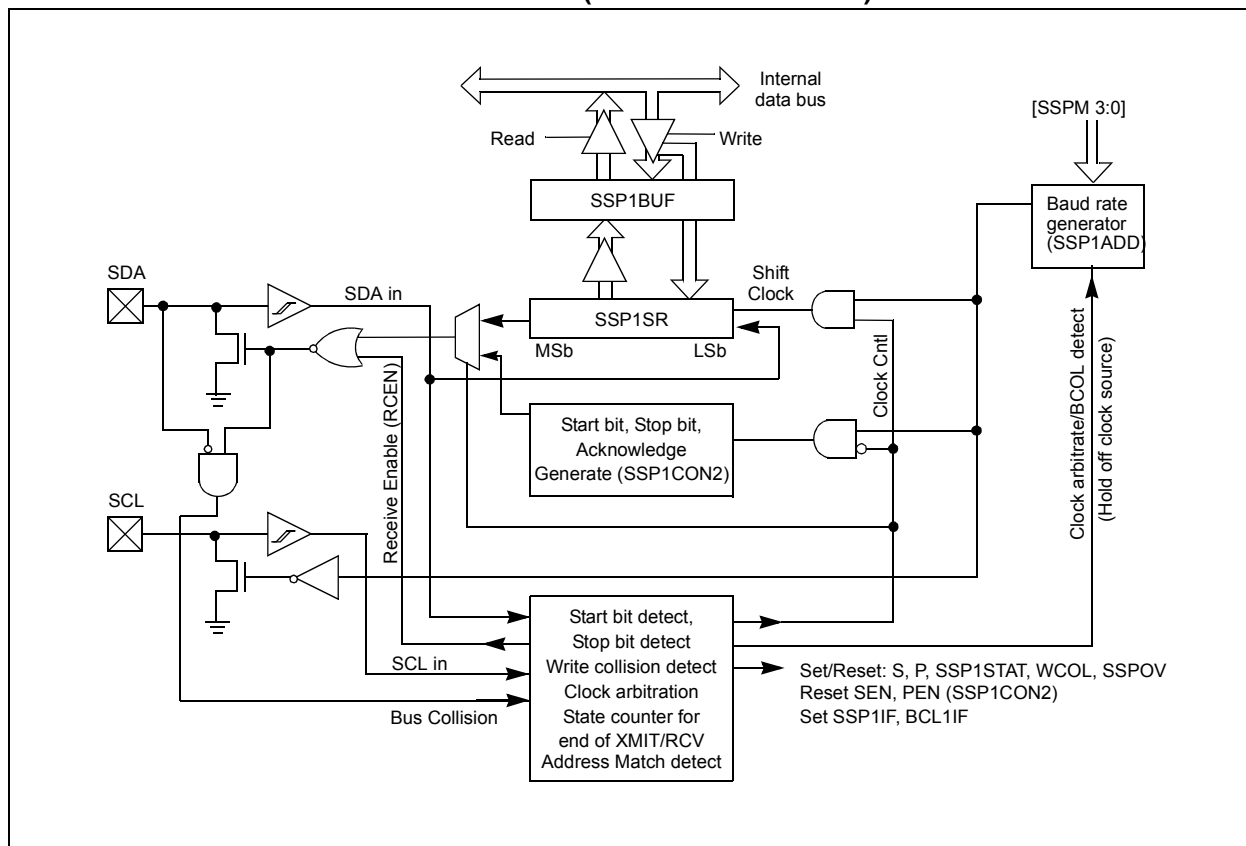 Internal
data bus
[SSPM 3:0]
Read
Write
SSP1BUF
Baud rate
generator
(SSP1ADD)
SDA
SDA in
Shift
Clock
SSP1SR
MSb
LSb
Receive Enable (RCEN)
Clock Cntl
Clock arbitrate/BCOL detect
(Hold off clock source)
Start bit, Stop bit,
Acknowledge
Generate (SSP1CON2)
SCL
SCL in
Bus Collision
Start bit detect,
Stop bit detect
Write collision detect
Clock arbitration
State counter for
end of XMIT/RCV
Address Match detect
Set/Reset: S, P, SSP1STAT, WCOL, SSPOV
Reset SEN, PEN (SSP1CON2)
Set SSP1IF, BCL1IF